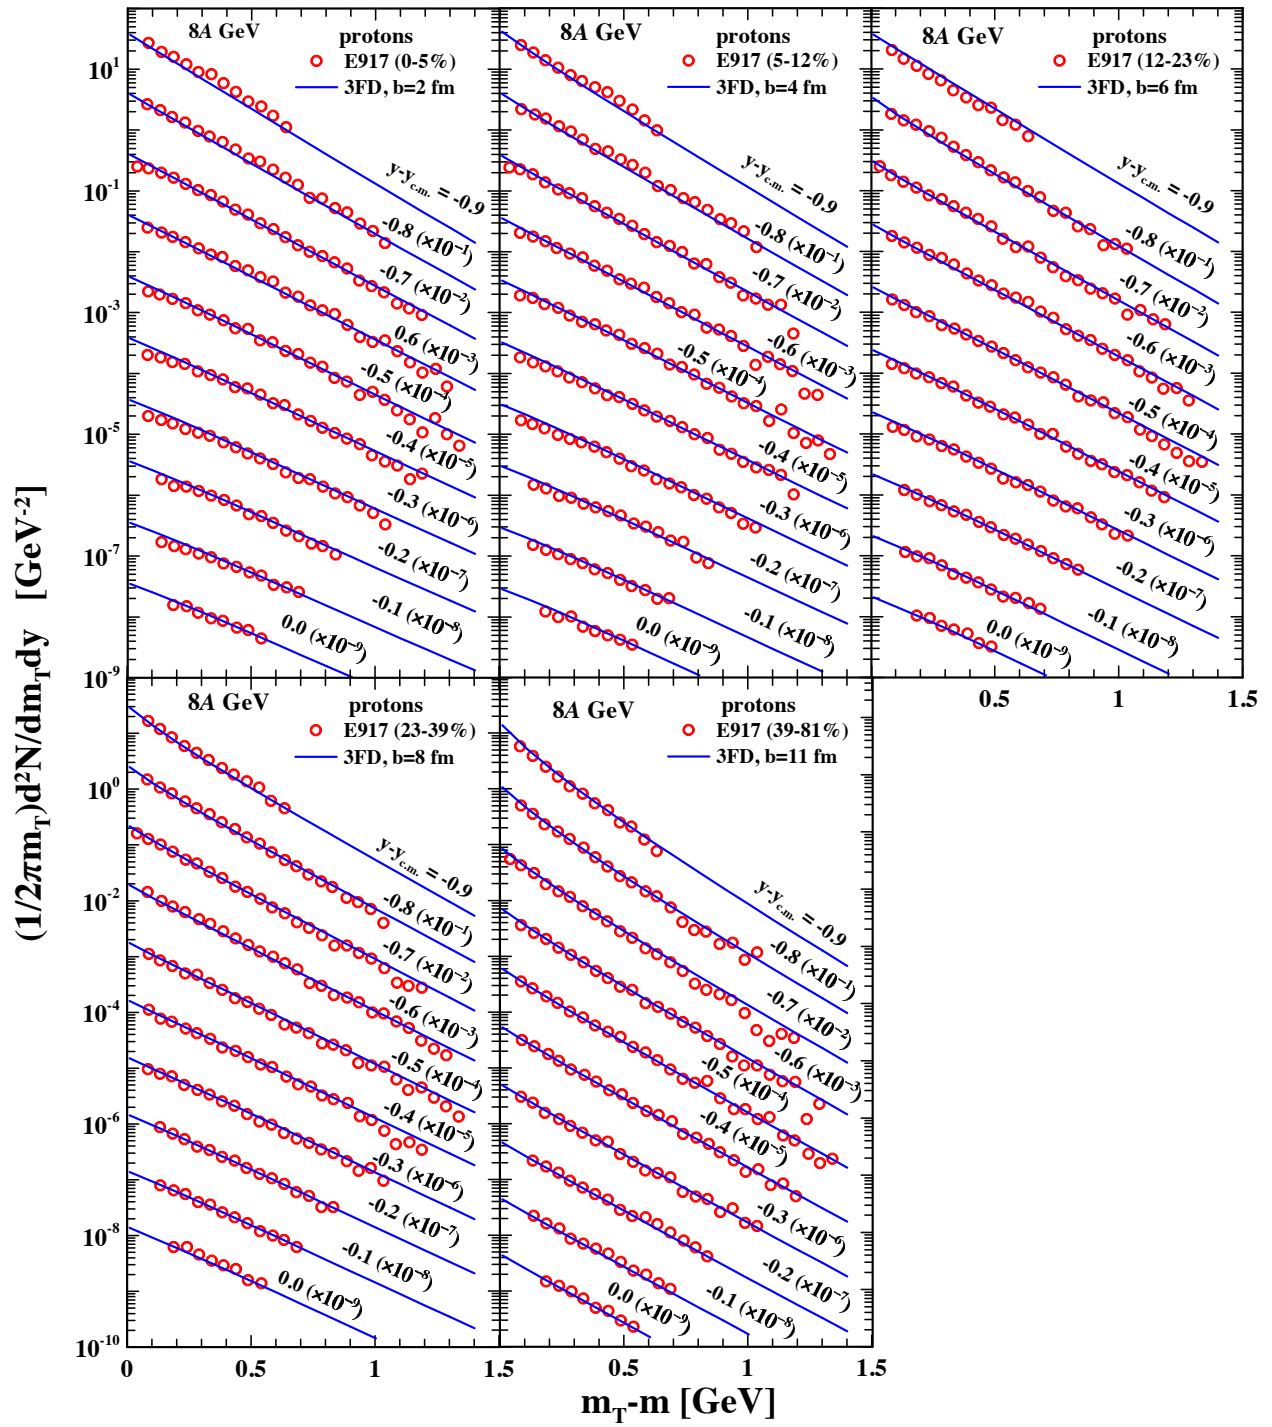 8A GeV
protons
E917 (0-5%)
3FD, b=2 fm
y-y_c.m. = -0.9
-0.8 (×10⁻¹)
-0.7 (×10⁻²)
0.6 (×10⁻³)
-0.5 (×10⁻⁴)
-0.4 (×10⁻⁵)
-0.3 (×10⁻⁶)
-0.2 (×10⁻⁷)
-0.1 (×10⁻⁸)
0.0 (×10⁻⁹)
10¹
10⁻¹
10⁻³
10⁻⁵
10⁻⁷
10⁻⁹
8A GeV
protons
E917 (5-12%)
3FD, b=4 fm
y-y_c.m. = -0.9
-0.8 (×10⁻¹)
-0.7 (×10⁻²)
-0.6 (×10⁻³)
-0.5 (×10⁻⁴)
-0.4 (×10⁻⁵)
-0.3 (×10⁻⁶)
-0.2 (×10⁻⁷)
-0.1 (×10⁻⁸)
0.0 (×10⁻⁹)
8A GeV
protons
E917 (12-23%)
3FD, b=6 fm
y-y_c.m. = -0.9
-0.8 (×10⁻¹)
-0.7 (×10⁻²)
-0.6 (×10⁻³)
-0.5 (×10⁻⁴)
-0.4 (×10⁻⁵)
-0.3 (×10⁻⁶)
-0.2 (×10⁻⁷)
-0.1 (×10⁻⁸)
0.0 (×10⁻⁹)
0.5 1 1.5
(1/2πm_T)d²N/dm_Tdy [GeV⁻²]
8A GeV
protons
E917 (23-39%)
3FD, b=8 fm
y-y_c.m. = -0.9
-0.8 (×10⁻¹)
-0.7 (×10⁻²)
-0.6 (×10⁻³)
-0.5 (×10⁻⁴)
-0.4 (×10⁻⁵)
-0.3 (×10⁻⁶)
-0.2 (×10⁻⁷)
-0.1 (×10⁻⁸)
0.0 (×10⁻⁹)
10⁰
10⁻²
10⁻⁴
10⁻⁶
10⁻⁸
10⁻¹⁰
8A GeV
protons
E917 (39-81%)
3FD, b=11 fm
y-y_c.m. = -0.9
-0.8 (×10⁻¹)
-0.7 (×10⁻²)
-0.6 (×10⁻³)
-0.5 (×10⁻⁴)
-0.4 (×10⁻⁵)
-0.3 (×10⁻⁶)
-0.2 (×10⁻⁷)
-0.1 (×10⁻⁸)
0.0 (×10⁻⁹)
0 0.5 1 1.5 0.5 1 1.5
m_T-m [GeV]